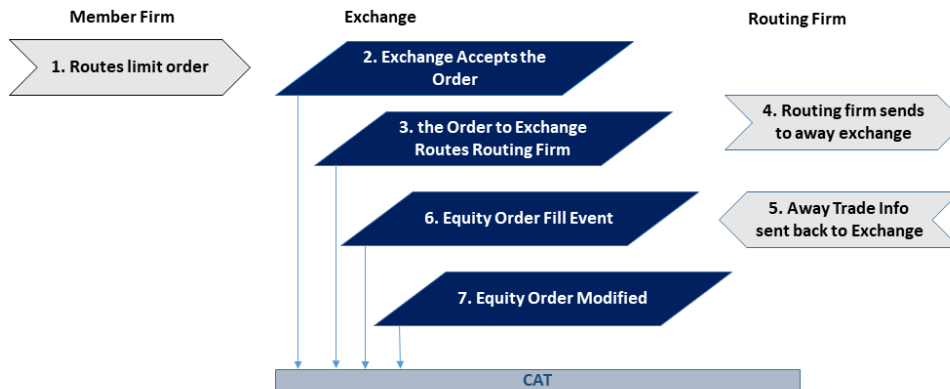 Member Firm
Exchange
Routing Firm
1. Routes limit order
2. Exchange Accepts the
Order
3. the Order to Exchange
Routes Routing Firm
4. Routing firm sends
to away exchange
6. Equity Order Fill Event
5. Away Trade Info
sent back to Exchange
7. Equity Order Modified
CAT